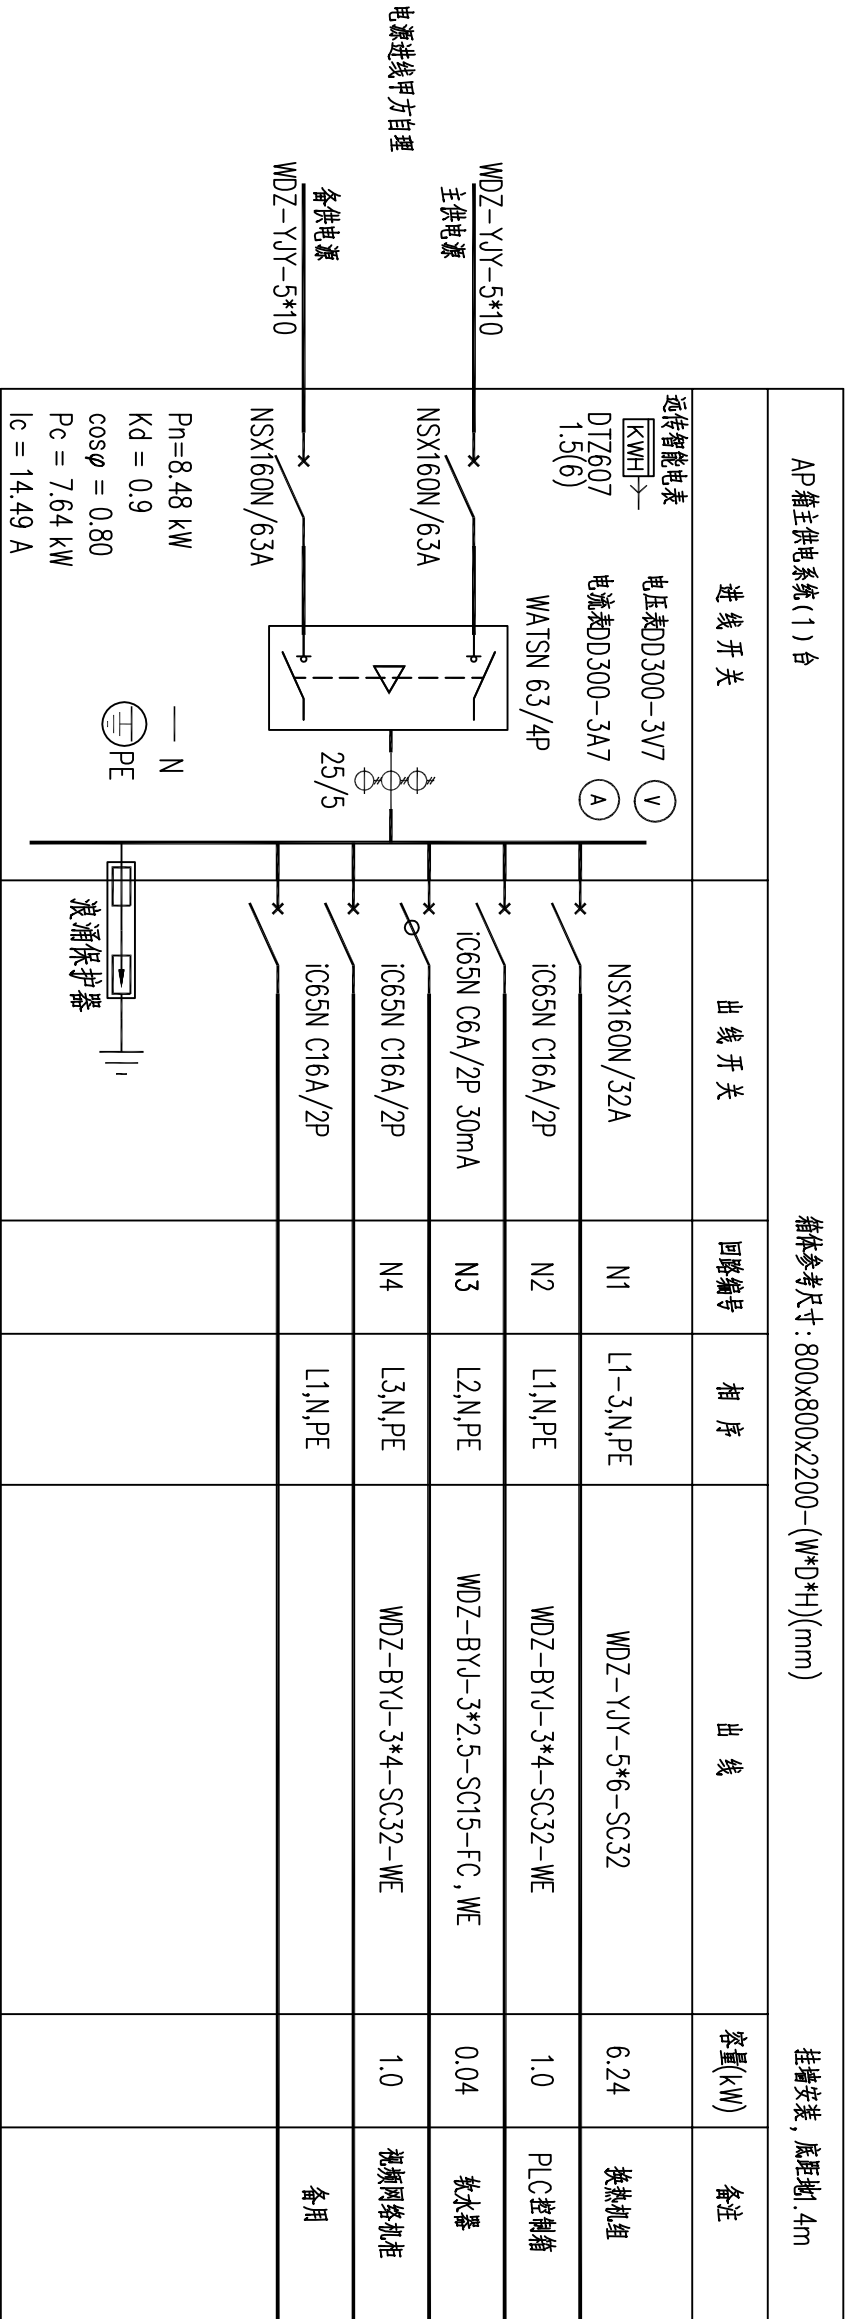 AP箱主供电系统(1)台
箱体参考尺寸:800x800x2200-(W*D*H)(mm)
挂墙安装，底距地1.4m
进线开关
出线开关
回路编号
相序
出线
容量(kW)
备注
电源进线甲方自理
WDZ-YJY-5*10
主供电源
备供电源
WDZ-YJY-5*10
远传智能电表
KWH
DTZ607
1.5(6)
电压表DD300-3V7
V
电流表DD300-3A7
A
NSX160N/63A
WATSN 63/4P
NSX160N/63A
25/5
N
PE
Pn=8.48 kW
Kd = 0.9
cosφ = 0.80
Pc = 7.64 kW
Ic = 14.49 A
浪涌保护器
NSX160N/32A
N1
L1-3,N,PE
WDZ-YJY-5*6-SC32
6.24
换热机组
iC65N C16A/2P
N2
L1,N,PE
WDZ-BYJ-3*4-SC32-WE
1.0
PLC控制箱
iC65N C6A/2P 30mA
N3
L2,N,PE
WDZ-BYJ-3*2.5-SC15-FC,WE
0.04
软水器
iC65N C16A/2P
N4
L3,N,PE
WDZ-BYJ-3*4-SC32-WE
1.0
视频网络机柜
iC65N C16A/2P
L1,N,PE
备用